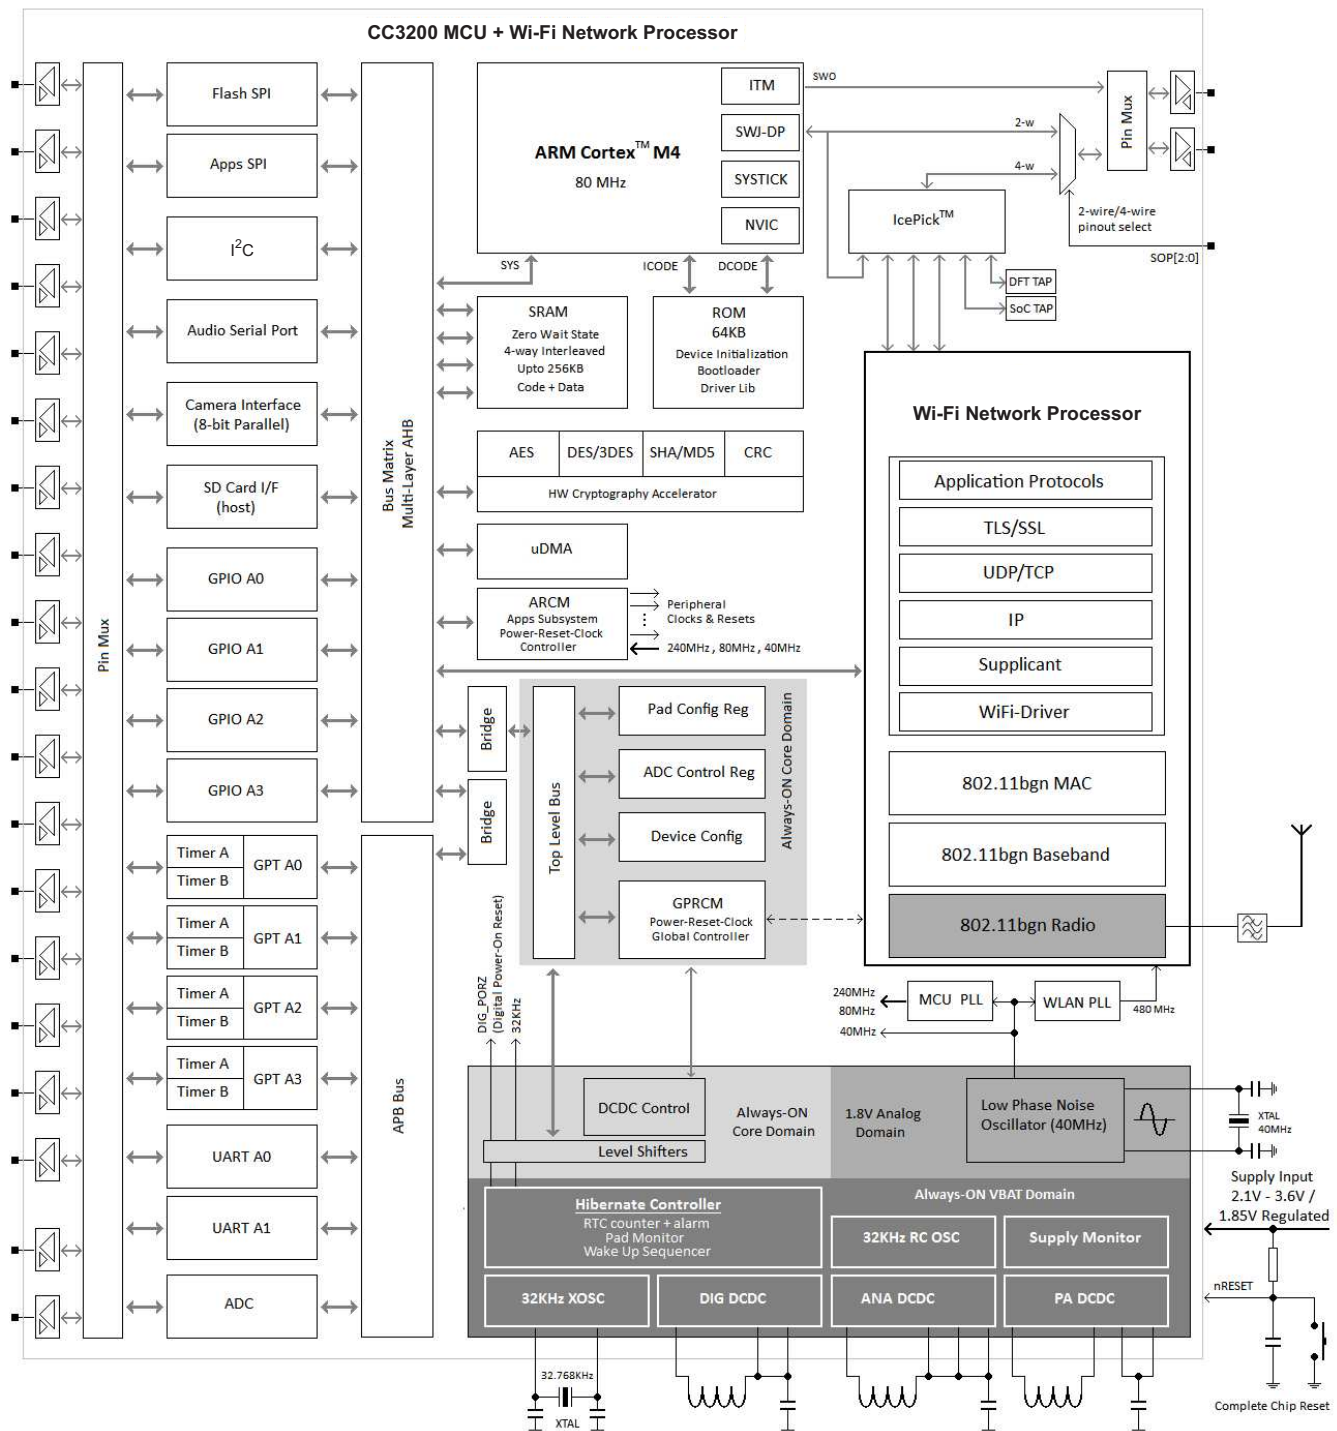 CC3200 MCU + Wi-Fi Network Processor
Pin Mux
Flash SPI
Apps SPI
I2C
Audio Serial Port
Camera Interface
(8-bit Parallel)
SD Card I/F
(host)
GPIO A0
GPIO A1
GPIO A2
GPIO A3
Timer A
Timer B
GPT A0
Timer A
Timer B
GPT A1
Timer A
Timer B
GPT A2
Timer A
Timer B
GPT A3
UART A0
UART A1
ADC
Bus Matrix
Multi-Layer AHB
APB Bus
ARM Cortex™ M4
80 MHz
ITM
SWJ-DP
SYSTICK
NVIC
SYS
ICODE
DCODE
SRAM
Zero Wait State
4-way Interleaved
Upto 256KB
Code + Data
ROM
64KB
Device Initialization
Bootloader
Driver Lib
AES
DES/3DES
SHA/MD5
CRC
HW Cryptography Accelerator
uDMA
ARCM
Apps Subsystem
Power-Reset-Clock
Controller
Peripheral
Clocks & Resets
240MHz , 80MHz , 40MHz
SWO
2-w
4-w
Pin Mux
IcePick™
2-wire/4-wire
pinout select
SOP[2:0]
DFT TAP
SoC TAP
Wi-Fi Network Processor
Application Protocols
TLS/SSL
UDP/TCP
IP
Supplicant
WiFi-Driver
802.11bgn MAC
802.11bgn Baseband
802.11bgn Radio
Bridge
Bridge
Top Level Bus
Pad Config Reg
ADC Control Reg
Device Config
GPRCM
Power-Reset-Clock
Global Controller
Always-ON Core Domain
DIG_PORZ
(Digital Power-On Reset)
32KHz
240MHz
80MHz
40MHz
MCU PLL
WLAN PLL
480 MHz
DCDC Control
Level Shifters
Always-ON
Core Domain
1.8V Analog
Domain
Low Phase Noise
Oscillator (40MHz)
XTAL
40MHz
Supply Input
2.1V - 3.6V /
1.85V Regulated
Hibernate Controller
RTC counter + alarm
Pad Monitor
Wake Up Sequencer
Always-ON VBAT Domain
32KHz RC OSC
Supply Monitor
32KHz XOSC
DIG DCDC
ANA DCDC
PA DCDC
nRESET
32.768KHz
XTAL
Complete Chip Reset